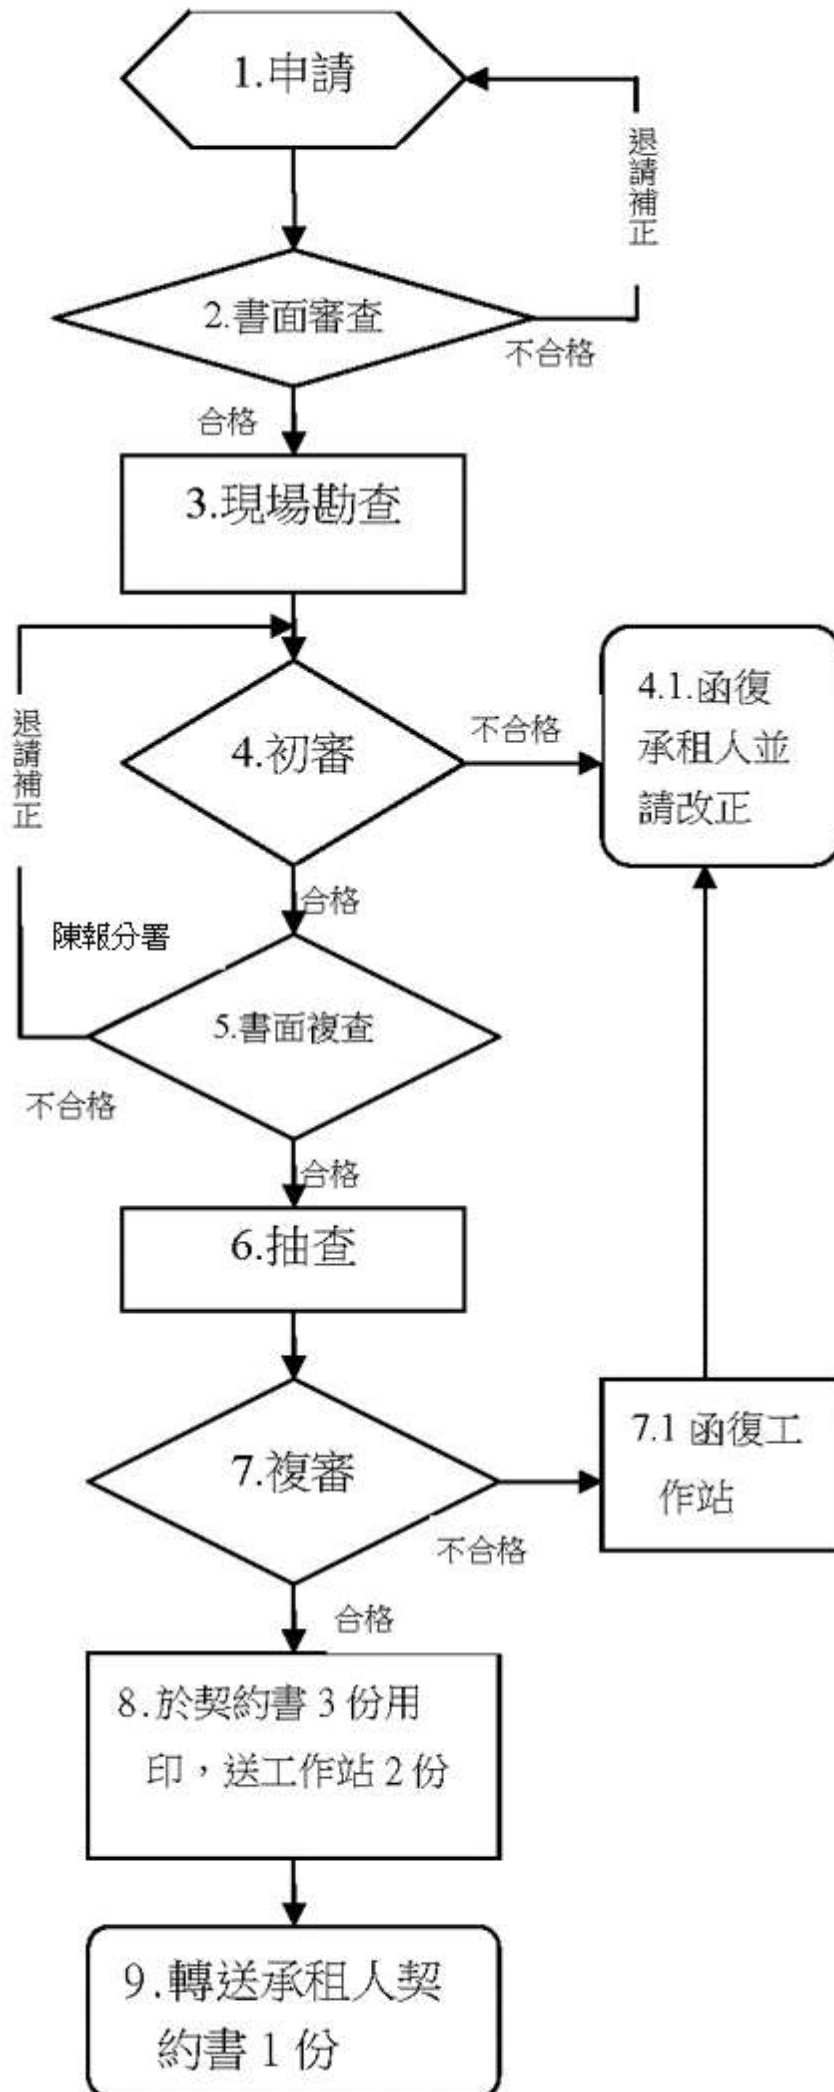 1.申請
退請補正
2.書面審查
不合格
合格
3.現場勘查
退請補正
4.初審
不合格
4.1.函復
承租人並
請改正
合格
陳報分署
5.書面複查
不合格
合格
6.抽查
7.複審
不合格
7.1 函復工
作站
合格
8.於契約書 3 份用
印，送工作站 2 份
9.轉送承租人契
約書 1 份